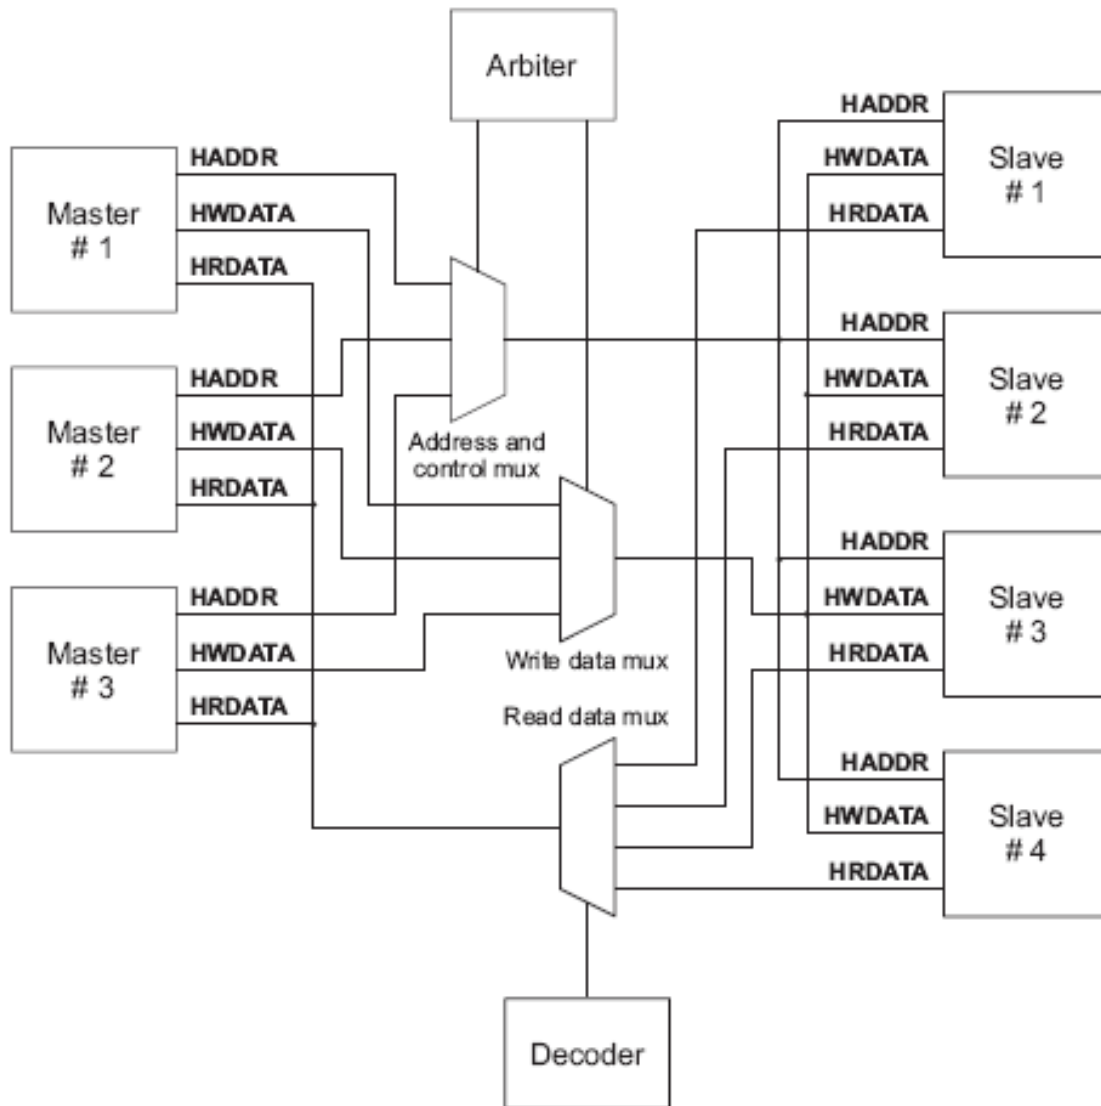 Arbiter
Master
# 1
HADDR
HWDATA
HRDATA
Master
# 2
HADDR
HWDATA
HRDATA
Master
# 3
HADDR
HWDATA
HRDATA
Address and
control mux
Write data mux
Read data mux
HADDR
HWDATA
HRDATA
Slave
# 1
HADDR
HWDATA
HRDATA
Slave
# 2
HADDR
HWDATA
HRDATA
Slave
# 3
HADDR
HWDATA
HRDATA
Slave
# 4
Decoder